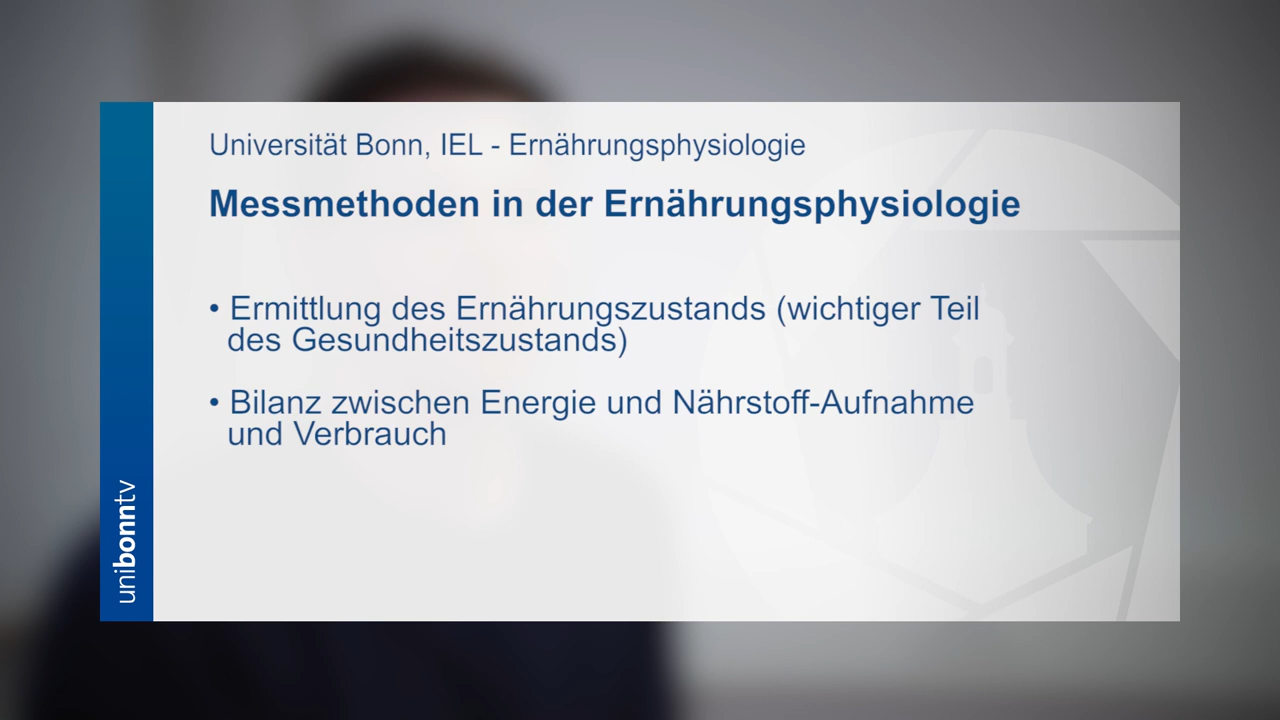 Universität Bonn, IEL - Ernährungsphysiologie
Messmethoden in der Ernährungsphysiologie
• Ermittlung des Ernährungszustands (wichtiger Teil
des Gesundheitszustands)
• Bilanz zwischen Energie und Nährstoff-Aufnahme
und Verbrauch
unibonntv